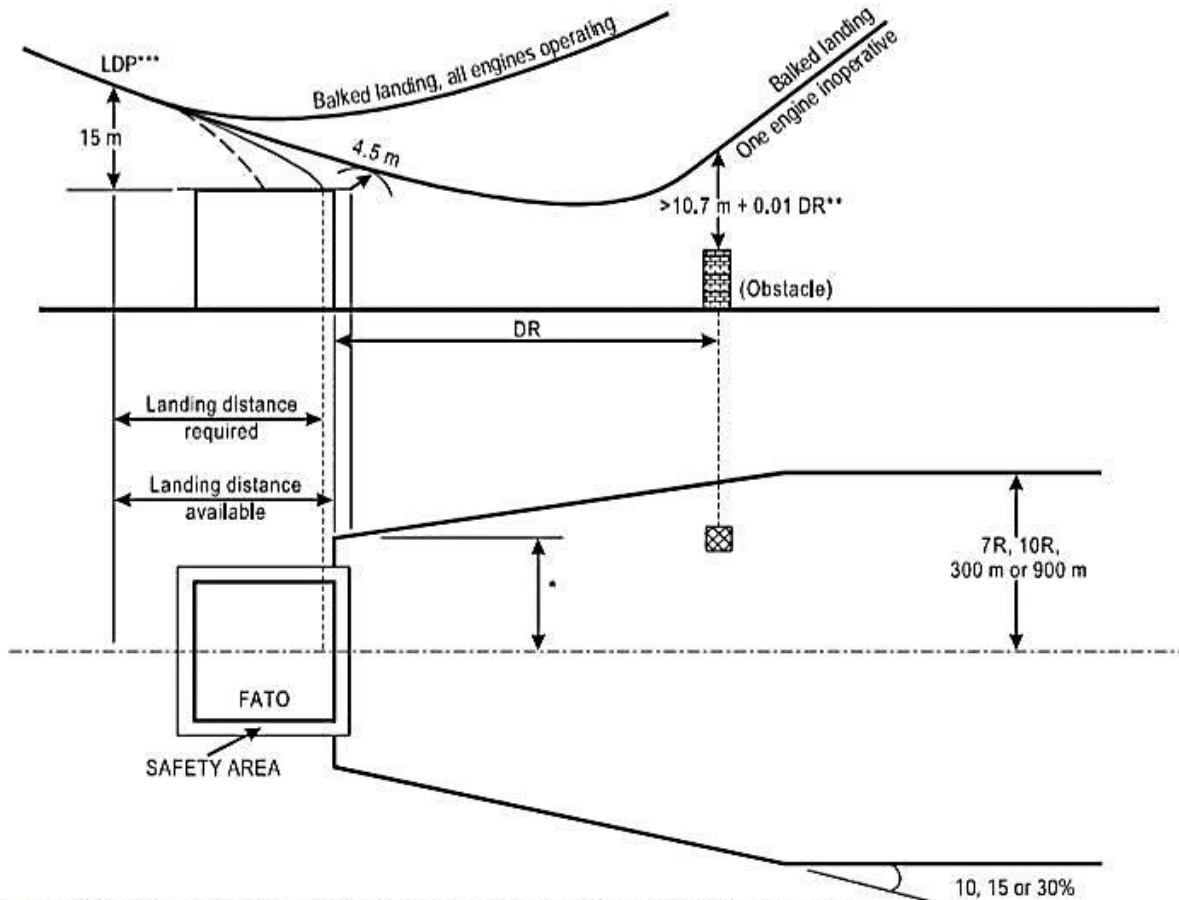 LDP***
Balked landing, all engines operating
Balked landing
One engine inoperative
15 m
4.5 m
>10.7 m + 0.01 DR**
(Obstacle)
DR
Landing distance
required
Landing distance
available
7R, 10R,
300 m or 900 m
*
FATO
SAFETY AREA
10, 15 or 30%